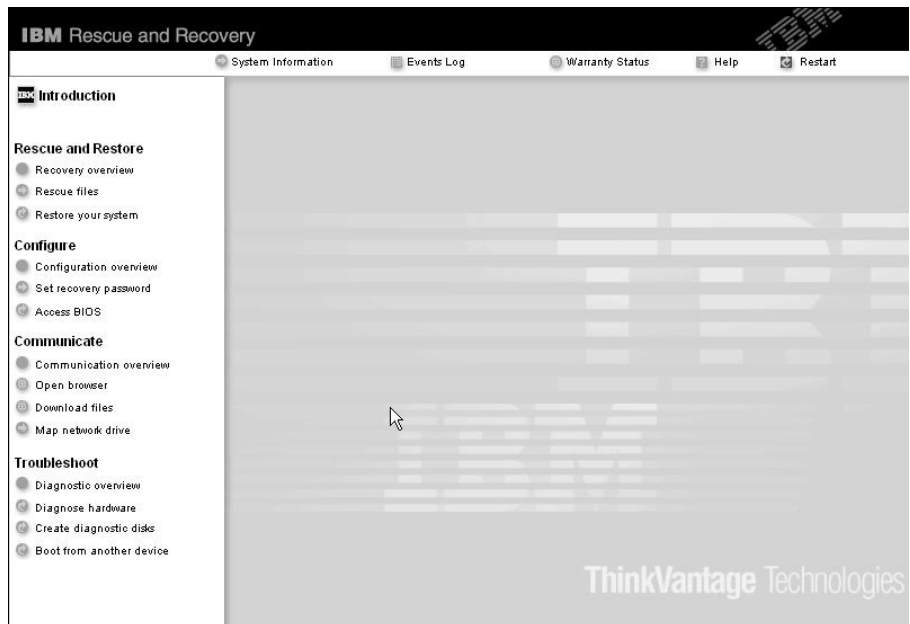 IBM Rescue and Recovery
IBM
System Information Events Log Warranty Status Help Restart
Introduction
Rescue and Restore
Recovery overview
Rescue files
Restore your system
Configure
Configuration overview
Set recovery password
Access BIOS
Communicate
Communication overview
Open browser
Download files
Map network drive
Troubleshoot
Diagnostic overview
Diagnose hardware
Create diagnostic disks
Boot from another device
IBM
ThinkVantage Technologies